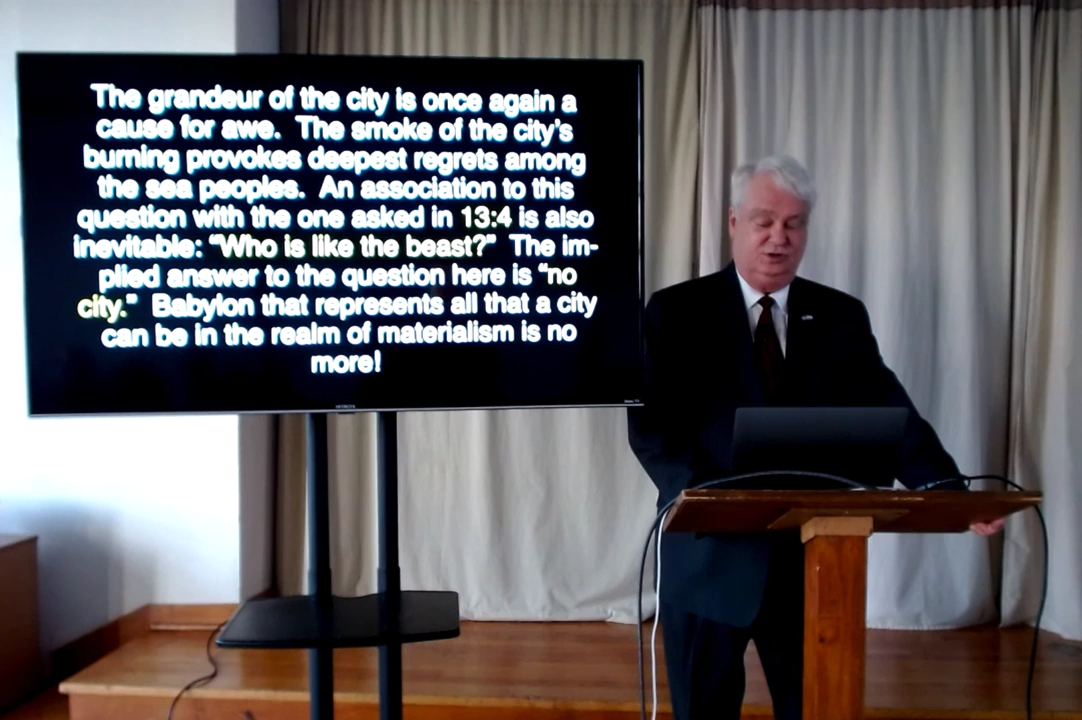 The grandeur of the city is once again a
cause for awe. The smoke of the city's
burning provokes deepest regrets among
the sea peoples. An association to this
question with the one asked in 13:4 is also
inevitable: "Who is like the beast?" The im-
plied answer to the question here is "no
city." Babylon that represents all that a city
can be in the realm of materialism is no
more!
HITACHI